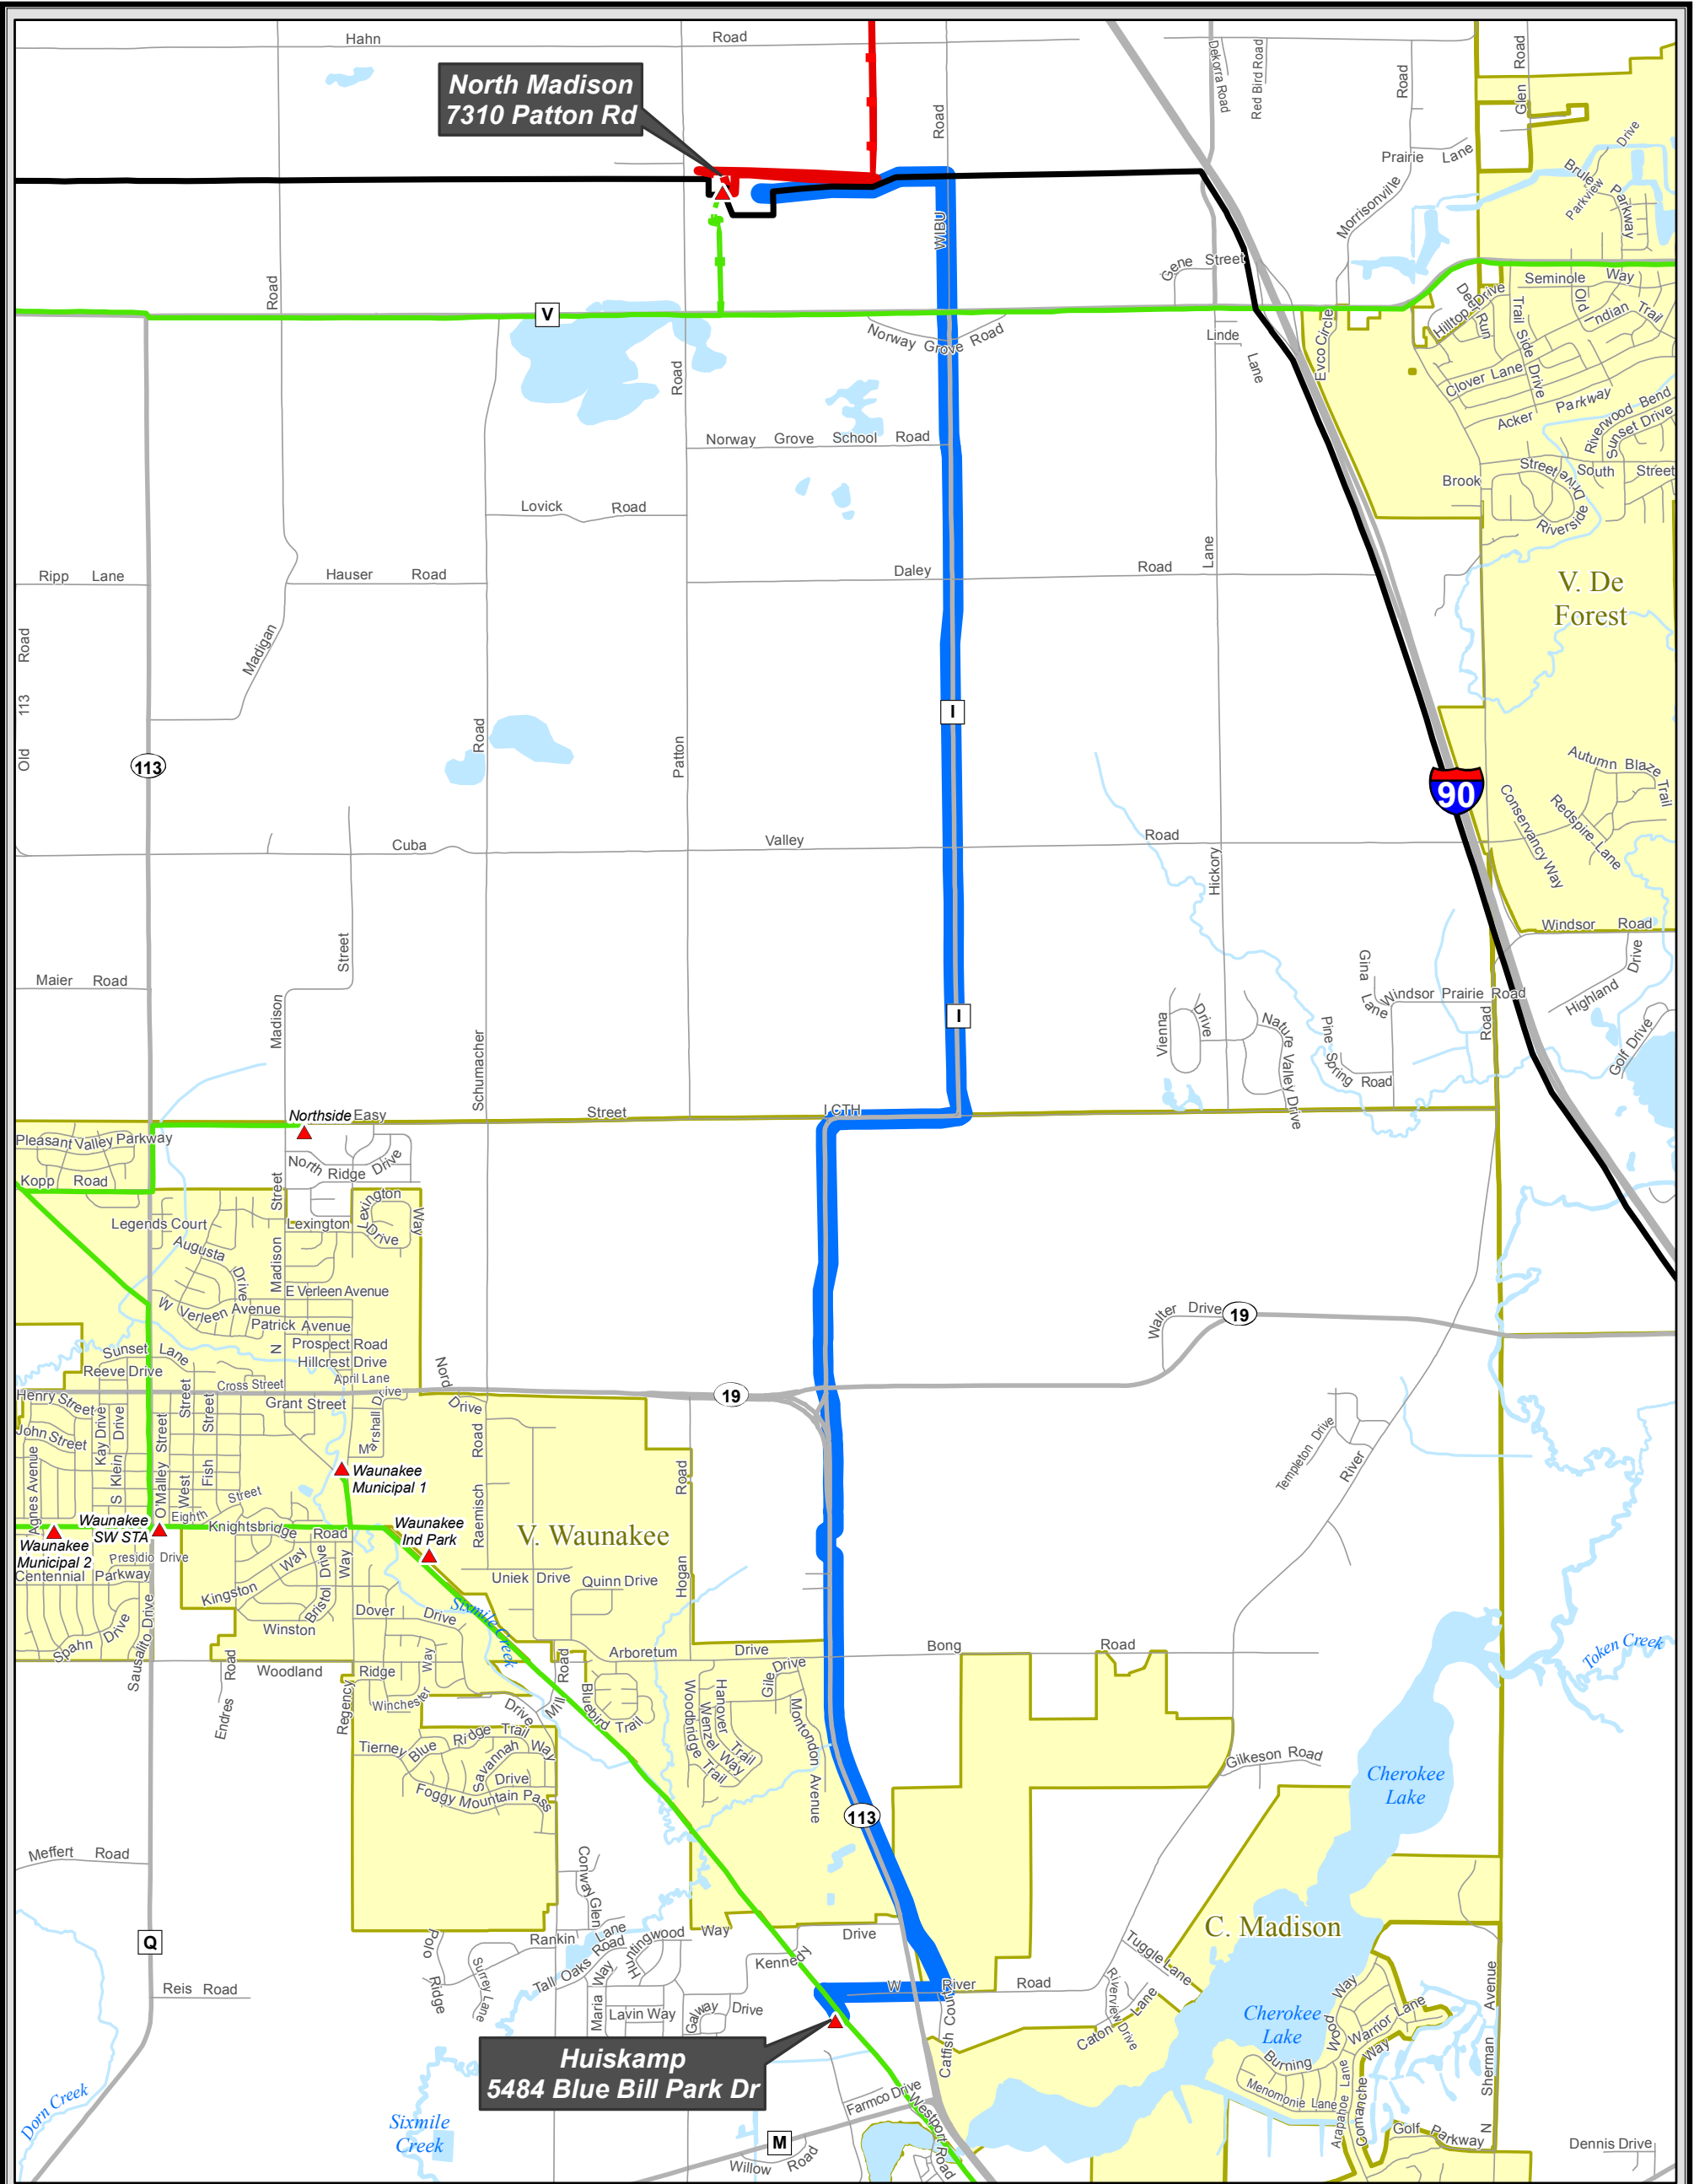 Hahn Road
North Madison
7310 Patton Rd
Road
Dekorra Road
Red Bird Road
Road
Glen Road
Prairie Lane
Morrisonville
Brule
Drive
Parkview
Parkway
WIBU
Road
Gene Street
V
Norway Grove Road
Linde
Lane
Evco Circle
Seminole Way
Hilltop Drive
Deer
Run
Trail Side Drive
Old Indian Trail
Clover Lane
Acker Parkway
Riverwood Bend
Sunset Drive
Road
Norway Grove School Road
Brook
Street
Drive
South Street
Riverside
Lovick Road
Ripp Lane
Hauser Road
Daley Road
Lane
V. De
Forest
Old 113 Road
Madigan
113
Road
Patton
I
90
Autumn Blaze
Trail
Conservancy Way
Redspire Lane
Cuba Valley Road
Hickory
Windsor Road
Street
Maier Road
Madison
Schumacher
I
Gina Lane
Windsor Prairie Road
Highland Drive
Golf Drive
Vienna
Drive
Nature Valley Drive
Pine Spring Road
Road
Northside
Easy Street
I CTH
Pleasant Valley Parkway
Kopp Road
North Ridge Drive
Street
Legends Court
Lexington
Lexington
Drive
Way
Augusta
Drive
Madison
N
E Verleen Avenue
W Verleen Avenue
Patrick Avenue
Prospect Road
Hillcrest Drive
April Lane
Walter Drive
19
Sunset Lane
Reeve Drive
Cross Street
Grant Street
Nord Drive
19
Henry Street
John Street
Kay Drive
S Klein Drive
O'Malley Street
West Street
Fish Street
Marshall Drive
Agnes Avenue
Waunakee
Municipal 1
Raemisch Road
Road
Templeton Drive
River
Eighth Street
Waunakee
SW STA
Knightsbridge Road
Waunakee
Ind Park
V. Waunakee
Waunakee
Municipal 2
Presidio Drive
Centennial Parkway
Kingston
Way
Bristol Drive
Way
Uniek Drive
Quinn Drive
Hogan
Spahn Drive
Sausalito Drive
Winston
Dover Drive
Sixmile Creek
Arboretum Drive
Bong Road
Token Creek
Woodland
Ridge
Way
Winchester
Endres Road
Regency
Drive
Mill Road
Bluebird Trail
Woodbridge Trail
Hanover Trail
Wenzel Way
Gile Drive
Montondon Avenue
Tierney
Blue Ridge Trail
Savannah Way
Drive
Foggy Mountain Pass
Gilkeson Road
Cherokee
Lake
113
Meffert Road
Conway
Glen
C. Madison
Q
Polo Ridge
Rankin Lane
Surrey Lane
Tall Oaks Road
Huntingwood Way
Drive
Kennedy
Tuggle Lane
Reis Road
W River Road
Maria Way
Lavin Way
Galway Drive
Riverview Drive
Caton Lane
Cherokee
Lake
Mood Way
Warrior Lane
Way
N Sherman Avenue
Huiskamp
5484 Blue Bill Park Dr
Catfish Court
Burning
Menomonie Lane
Arapahoe Lane
Comanche
Dorn Creek
Sixmile
Creek
Farmco Drive
Westport Road
M
Willow Road
Golf Parkway
Dennis Drive